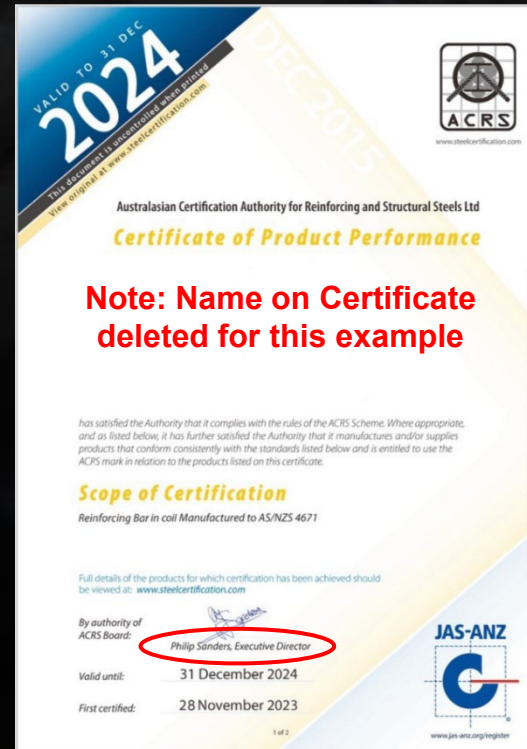 VALID TO 31 DEC
2024
This document is uncontrolled when printed
View original at www.steelcertification.com
DEC 2015
ACRS
www.steelcertification.com
Australasian Certification Authority for Reinforcing and Structural Steels Ltd
Certificate of Product Performance
Note: Name on Certificate
deleted for this example
has satisfied the Authority that it complies with the rules of the ACRS Scheme. Where appropriate,
and as listed below, it has further satisfied the Authority that it manufactures and/or supplies
products that conform consistently with the standards listed below and is entitled to use the
ACRS mark in relation to the products listed on this certificate.
Scope of Certification
Reinforcing Bar in coil Manufactured to AS/NZS 4671
Full details of the products for which certification has been achieved should
be viewed at: www.steelcertification.com
By authority of
ACRS Board:
Philip Sanders, Executive Director
Valid until:
31 December 2024
First certified:
28 November 2023
1 of 2
JAS-ANZ
www.jas-anz.org/register